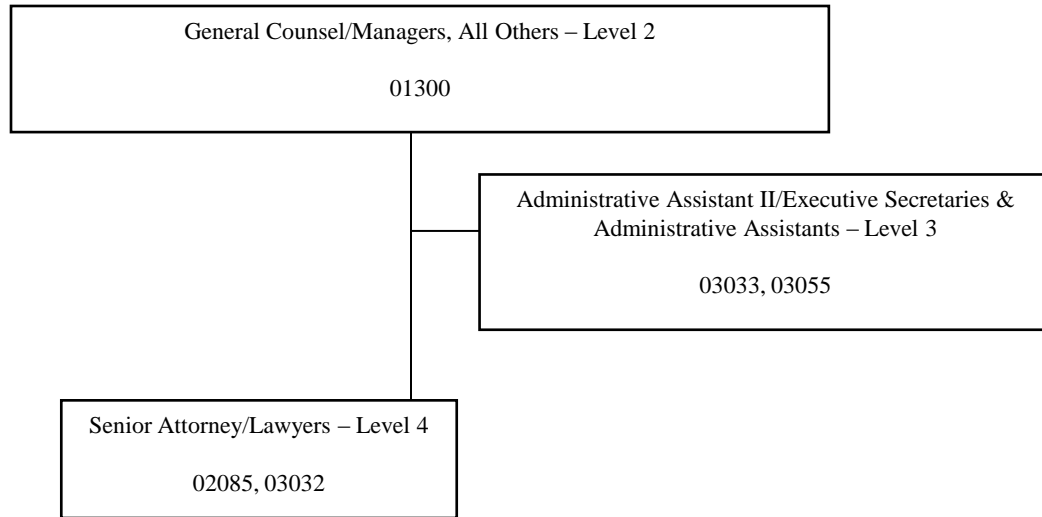 General Counsel/Managers, All Others – Level 2
01300
Administrative Assistant II/Executive Secretaries &
Administrative Assistants – Level 3
03033, 03055
Senior Attorney/Lawyers – Level 4
02085, 03032